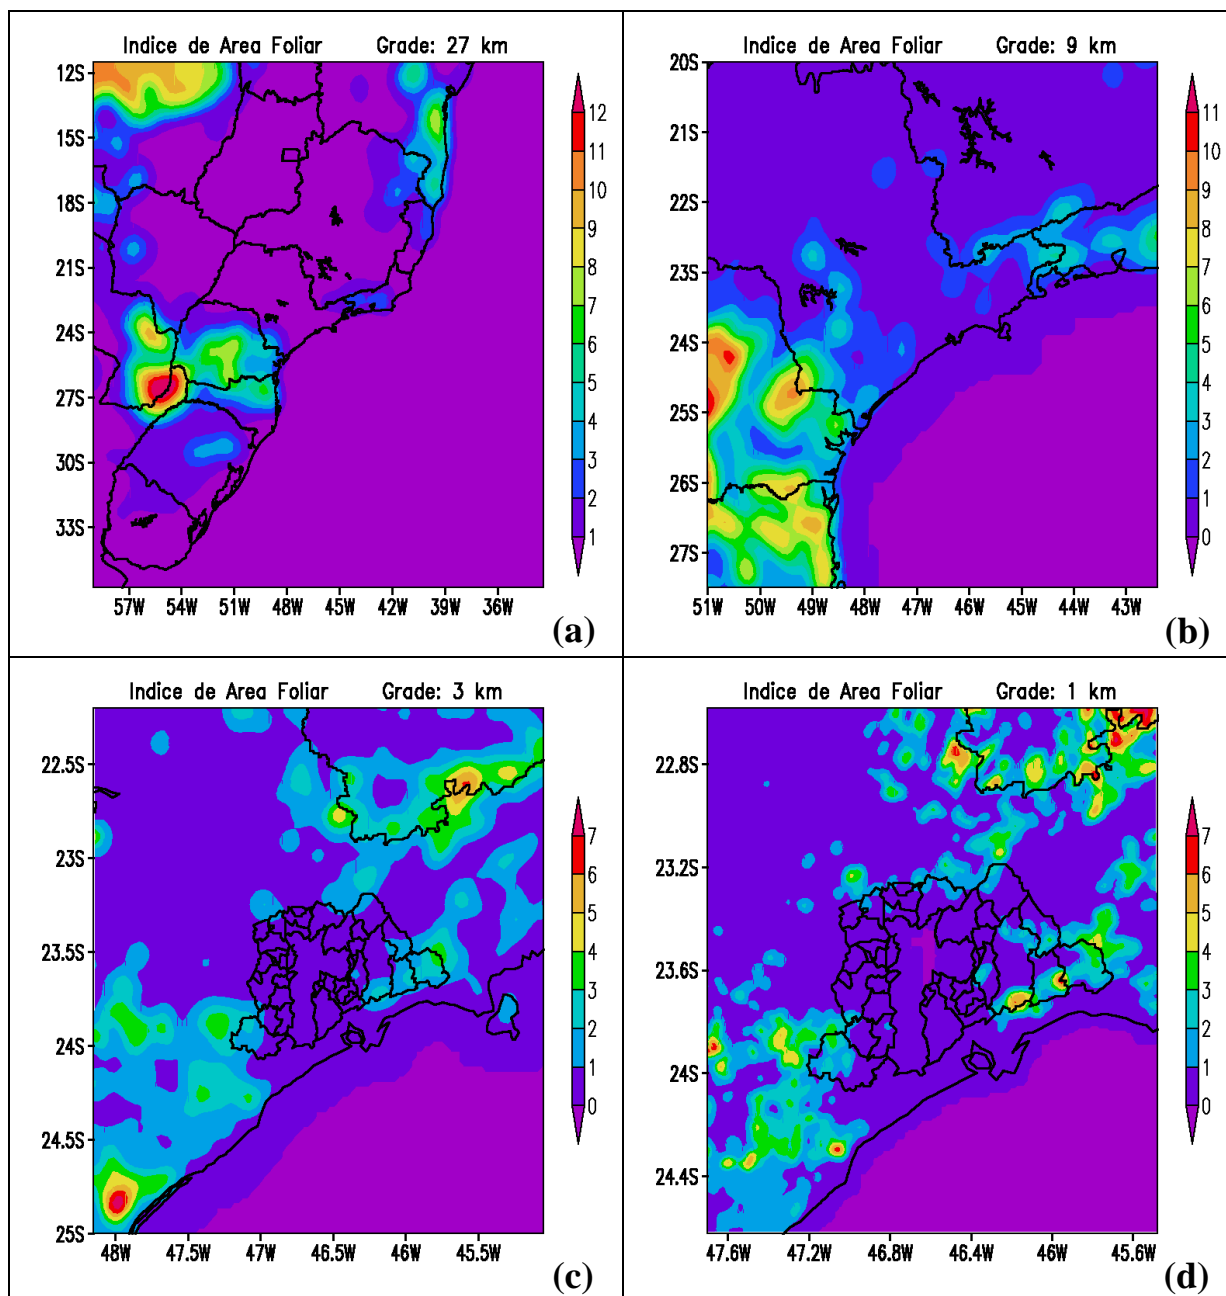 Indice de Area Foliar Grade: 27 km
12S
15S
18S
21S
24S
27S
30S
33S
57W 54W 51W 48W 45W 42W 39W 36W
12
11
10
9
8
7
6
5
4
3
2
1
(a)
Indice de Area Foliar Grade: 9 km
20S
21S
22S
23S
24S
25S
26S
27S
51W 50W 49W 48W 47W 46W 45W 44W 43W
11
10
9
8
7
6
5
4
3
2
1
0
(b)
Indice de Area Foliar Grade: 3 km
22.5S
23S
23.5S
24S
24.5S
25S
48W 47.5W 47W 46.5W 46W 45.5W
7
6
5
4
3
2
1
0
(c)
Indice de Area Foliar Grade: 1 km
22.8S
23.2S
23.6S
24S
24.4S
47.6W 47.2W 46.8W 46.4W 46W 45.6W
7
6
5
4
3
2
1
0
(d)